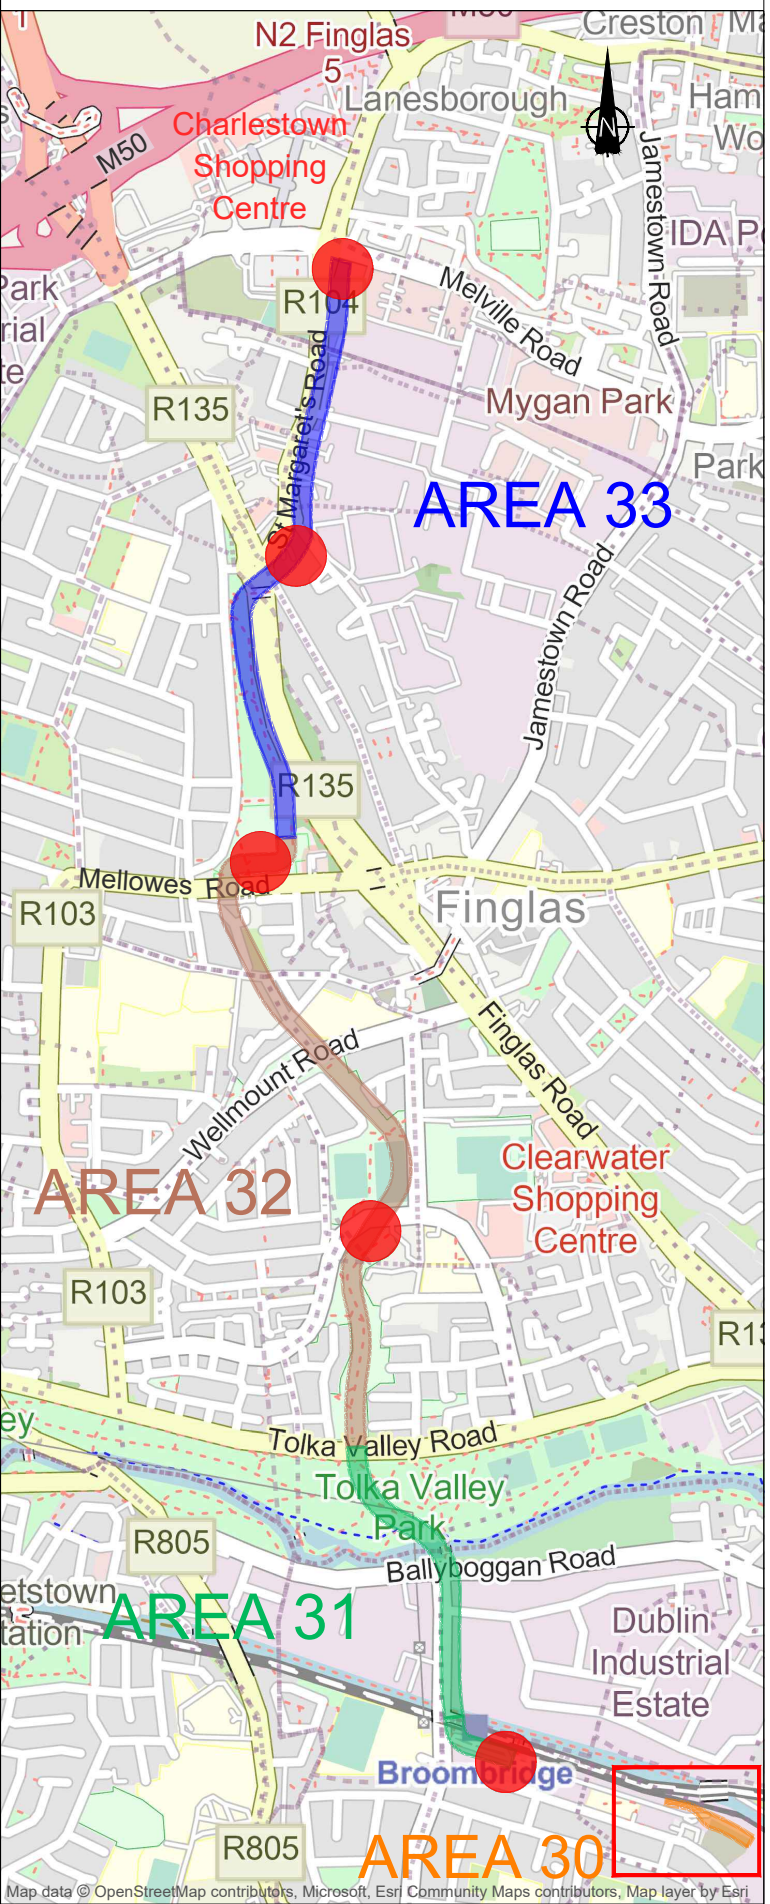 M50
Creston
N2 Finglas
5
Lanesborough
Charlestown
Shopping
Centre
M50
N
Jamestown Road
R104
Melville Road
Park
St Margaret's Road
Mygan Park
R135
Park
AREA 33
Jamestown Road
R135
Mellowes Road
R103
Finglas
Finglas Road
Wellmount Road
Clearwater
Shopping
Centre
AREA 32
R103
Tolka Valley Road
Tolka Valley
Park
R805
Ballyboggan Road
AREA 31
Dublin
Industrial
Estate
Broombridge
R805
AREA 30
Map data © OpenStreetMap contributors, Microsoft, Esri Community Maps contributors, Map layer by Esri